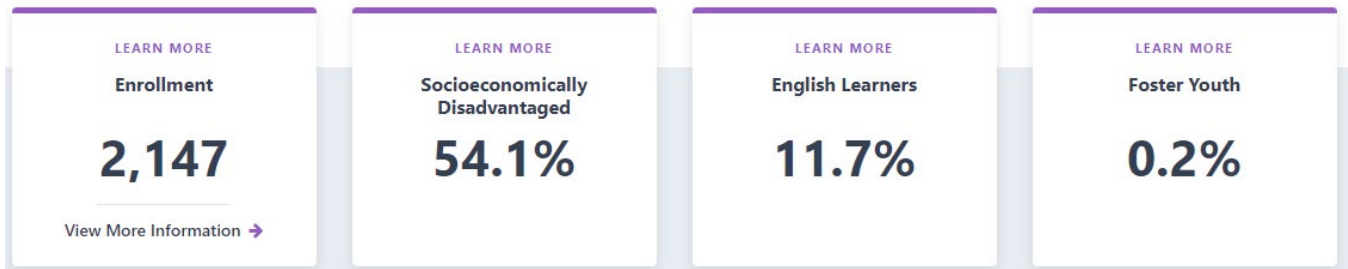 LEARN MORE
Enrollment
2,147
View More Information
LEARN MORE
Socioeconomically
Disadvantaged
54.1%
LEARN MORE
English Learners
11.7%
LEARN MORE
Foster Youth
0.2%